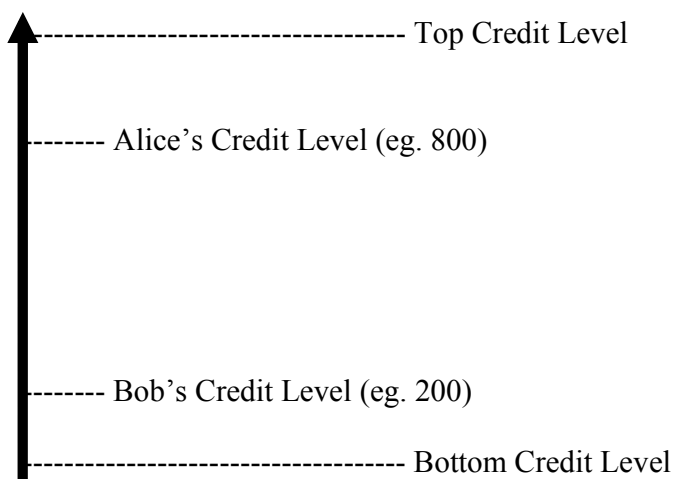 Top Credit Level
Alice’s Credit Level (eg. 800)
Bob’s Credit Level (eg. 200)
Bottom Credit Level